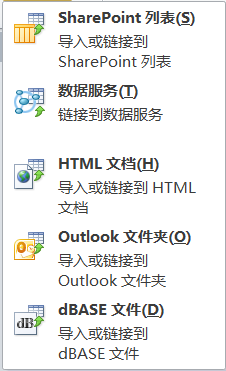 SharePoint 列表(S)
导入或链接到
SharePoint 列表
数据服务(T)
链接到数据服务
HTML 文档(H)
导入或链接到 HTML
文档
Outlook 文件夹(O)
导入或链接到
Outlook 文件夹
dBASE 文件(D)
导入或链接到
dBASE 文件
dB